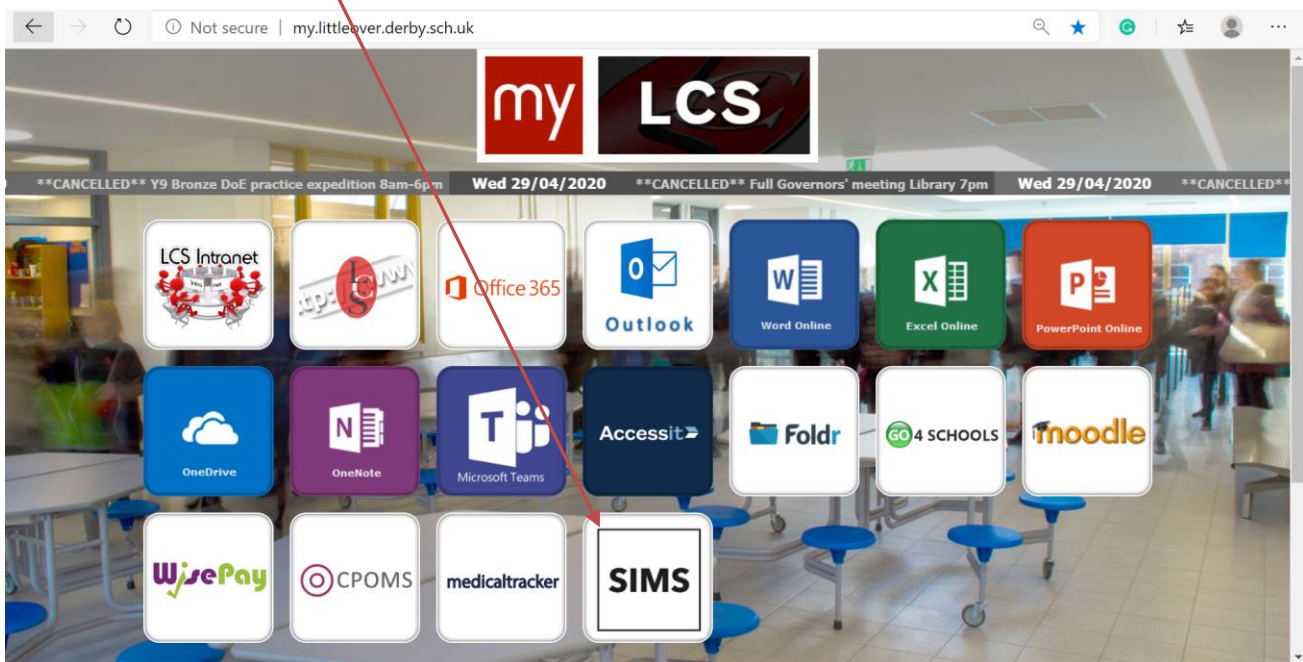 Not secure | my.littleover.derby.sch.uk
my LCS
**CANCELLED** Y9 Bronze DoE practice expedition 8am-6pm Wed 29/04/2020 **CANCELLED** Full Governors' meeting Library 7pm Wed 29/04/2020 **CANCELLED**
LCS Intranet
LCS
Office 365
Outlook
Word Online
Excel Online
PowerPoint Online
OneDrive
OneNote
Microsoft Teams
Accessit
Foldr
GO 4 SCHOOLS
moodle
WisePay
CPOMS
medicaltracker
SIMS